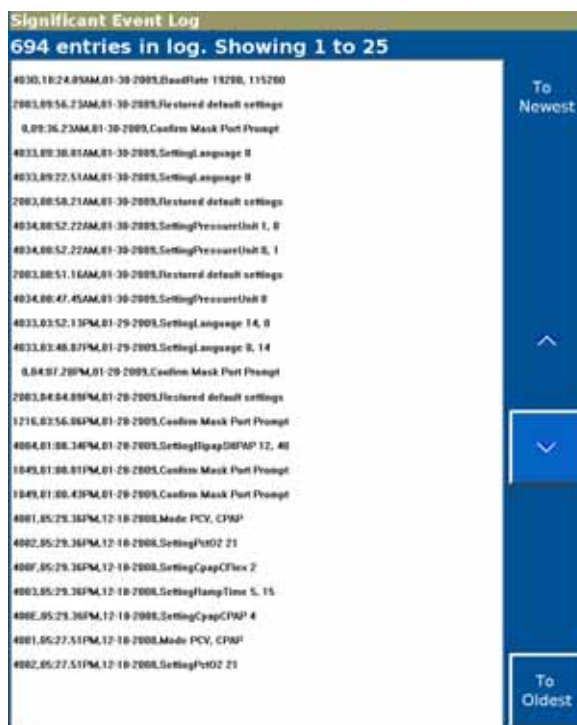 Significant Event Log
694 entries in log. Showing 1 to 25
4030,10:24.09AM,01-30-2009,BaudRate 19200, 115200
2003,09:56.23AM,01-30-2009,Restored default settings
0,09:36.23AM,01-30-2009,Confirm Mask Port Prompt
4033,09:30.01AM,01-30-2009,SettingLanguage 0
4033,09:22.51AM,01-30-2009,SettingLanguage 0
2003,08:58.21AM,01-30-2009,Restored default settings
4034,08:52.22AM,01-30-2009,SettingPressureUnit 1, 0
4034,08:52.22AM,01-30-2009,SettingPressureUnit 0, 1
2003,08:51.16AM,01-30-2009,Restored default settings
4034,08:47.45AM,01-30-2009,SettingPressureUnit 0
4033,03:52.13PM,01-29-2009,SettingLanguage 14, 0
4033,03:48.07PM,01-29-2009,SettingLanguage 0, 14
0,04:07.20PM,01-28-2009,Confirm Mask Port Prompt
2003,04:04.09PM,01-28-2009,Restored default settings
1216,03:56.06PM,01-28-2009,Confirm Mask Port Prompt
4004,01:08.34PM,01-28-2009,SettingBipapStIPAP 12, 40
1049,01:08.01PM,01-28-2009,Confirm Mask Port Prompt
1049,01:00.43PM,01-28-2009,Confirm Mask Port Prompt
4001,05:29.36PM,12-18-2008,Mode PCV, CPAP
4002,05:29.36PM,12-18-2008,SettingPctO2 21
400F,05:29.36PM,12-18-2008,SettingCpapCFlex 2
4003,05:29.36PM,12-18-2008,SettingRampTime 5, 15
400E,05:29.36PM,12-18-2008,SettingCpapCPAP 4
4001,05:27.51PM,12-18-2008,Mode PCV, CPAP
4002,05:27.51PM,12-18-2008,SettingPctO2 21
To
Newest
To
Oldest